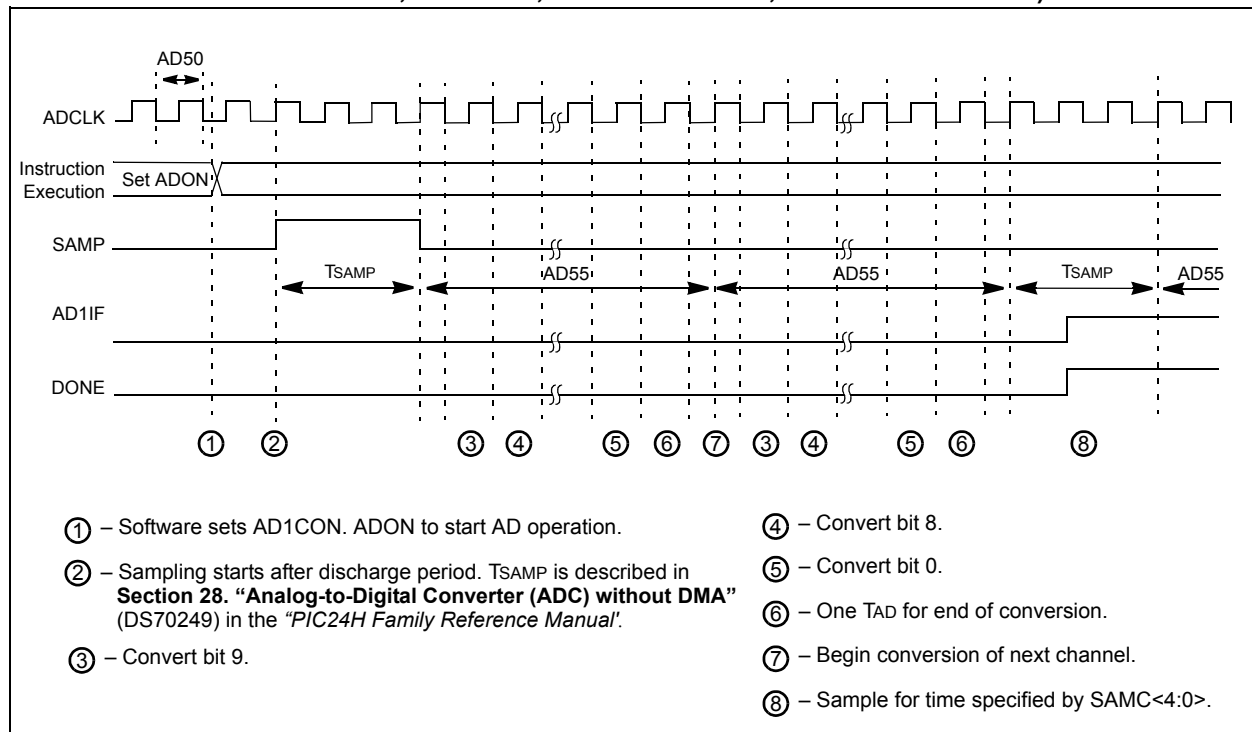 AD50
ADCLK
Instruction
Execution
Set ADON
SAMP
TSAMP
AD55
AD55
TSAMP
AD55
AD1IF
DONE
1 2 3 4 5 6 7 3 4 5 6 8
1 – Software sets AD1CON. ADON to start AD operation.
2 – Sampling starts after discharge period. TSAMP is described in
Section 28. “Analog-to-Digital Converter (ADC) without DMA”
(DS70249) in the “PIC24H Family Reference Manual'.
3 – Convert bit 9.
4 – Convert bit 8.
5 – Convert bit 0.
6 – One TAD for end of conversion.
7 – Begin conversion of next channel.
8 – Sample for time specified by SAMC<4:0>.